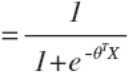 = 1 / (1+e^{-θ^T X})